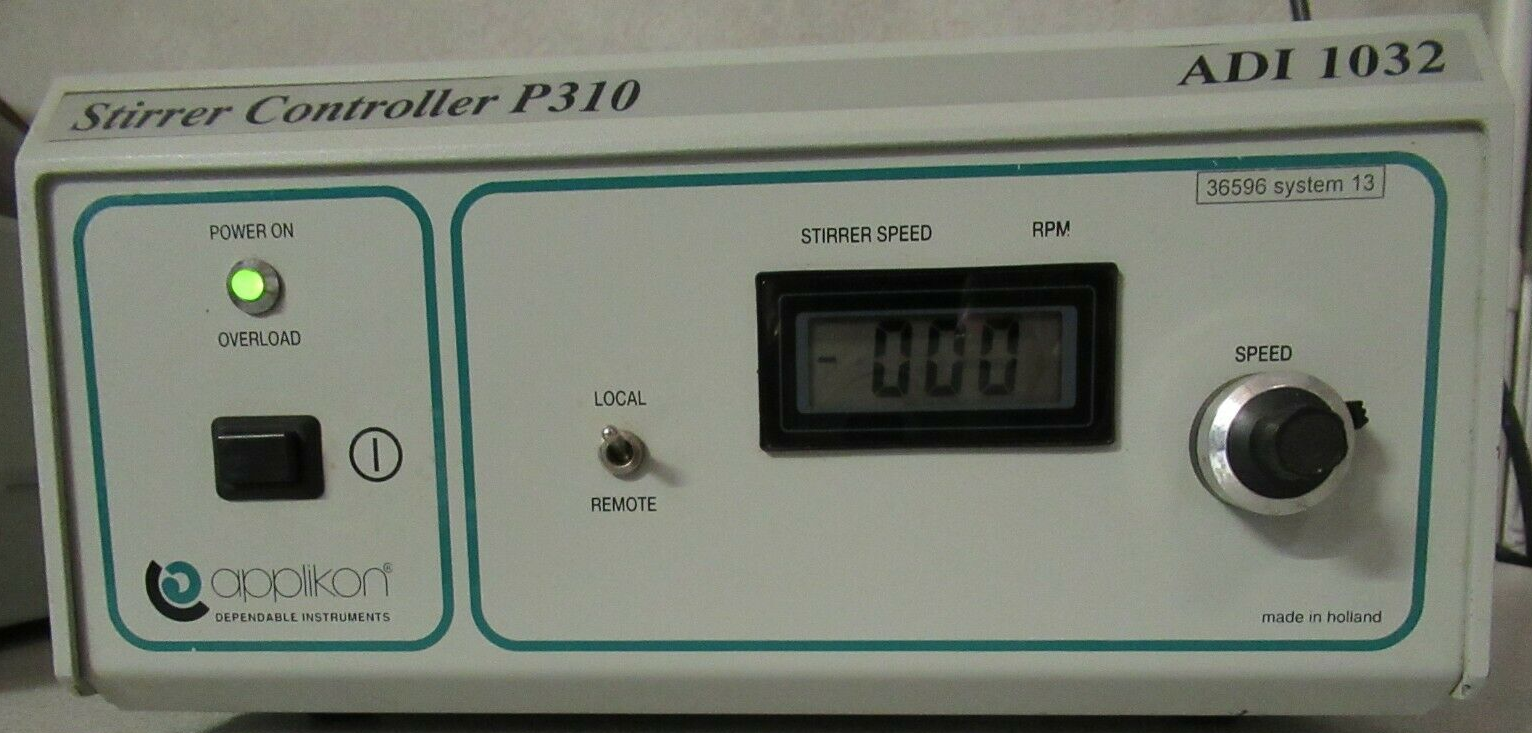 Stirrer Controller P310
ADI 1032
36596 system 13
POWER ON
OVERLOAD
STIRRER SPEED
RPM
- 000
LOCAL
REMOTE
SPEED
applikon®
DEPENDABLE INSTRUMENTS
made in holland